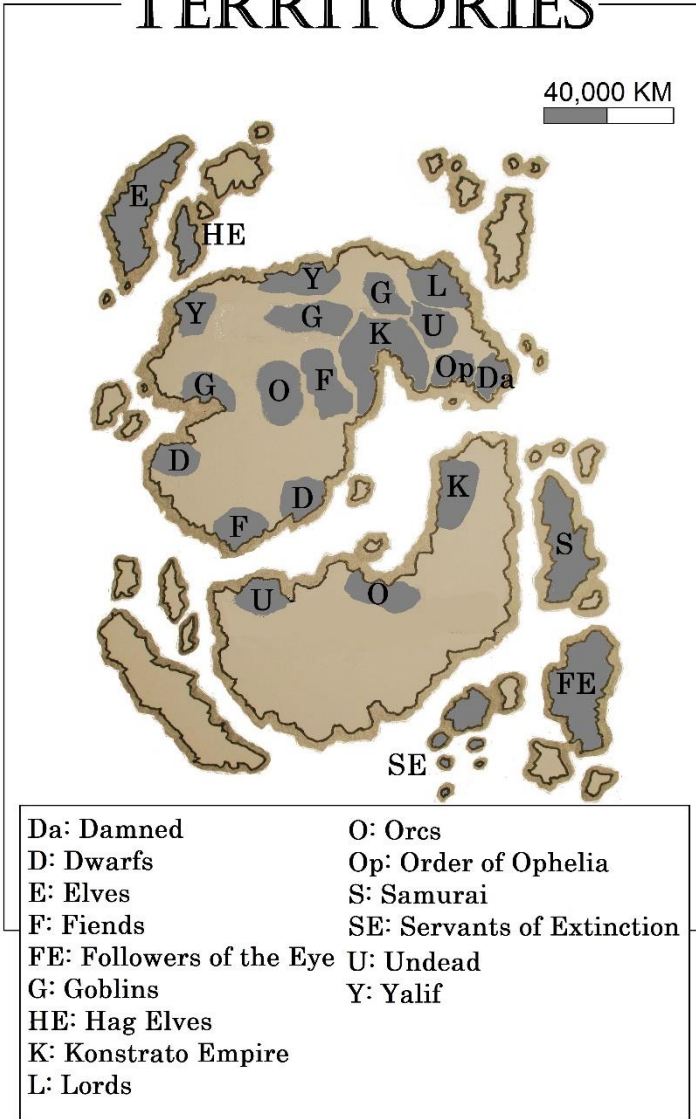 TERRITORIES
40,000 KM
E
HE
Y
G
L
Y
G
K
U
G
O
F
Op
Da
D
D
F
K
S
U
O
FE
SE
Da: Damned
D: Dwarfs
E: Elves
F: Fiends
FE: Followers of the Eye
G: Goblins
HE: Hag Elves
K: Konstrato Empire
L: Lords
O: Orcs
Op: Order of Ophelia
S: Samurai
SE: Servants of Extinction
U: Undead
Y: Yalif